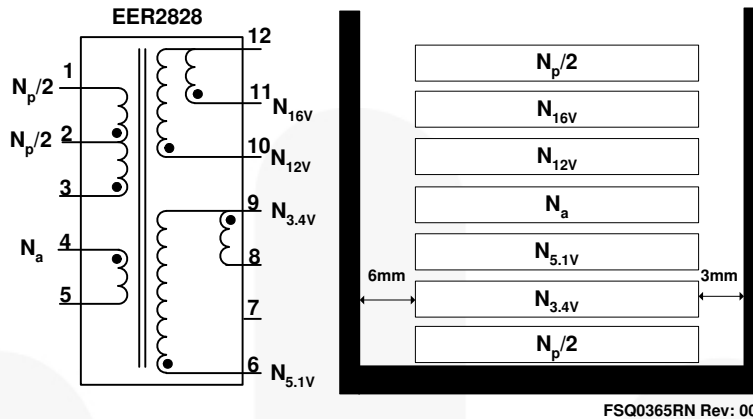 EER2828
1
N_p/2
2
N_p/2
3
4
N_a
5
12
11
N_16V
10
N_12V
9
N_3.4V
8
7
6
N_5.1V
N_p/2
N_16V
N_12V
N_a
N_5.1V
N_3.4V
N_p/2
6mm
3mm
FSQ0365RN Rev: 00